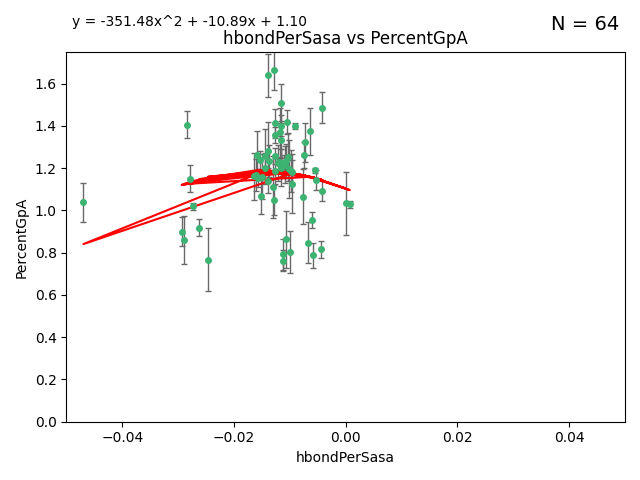 y = -351.48x^2 + -10.89x + 1.10
N = 64
hbondPerSasa vs PercentGpA
PercentGpA
1.6
1.4
1.2
1.0
0.8
0.6
0.4
0.2
0.0
−0.04
−0.02
0.00
0.02
0.04
hbondPerSasa